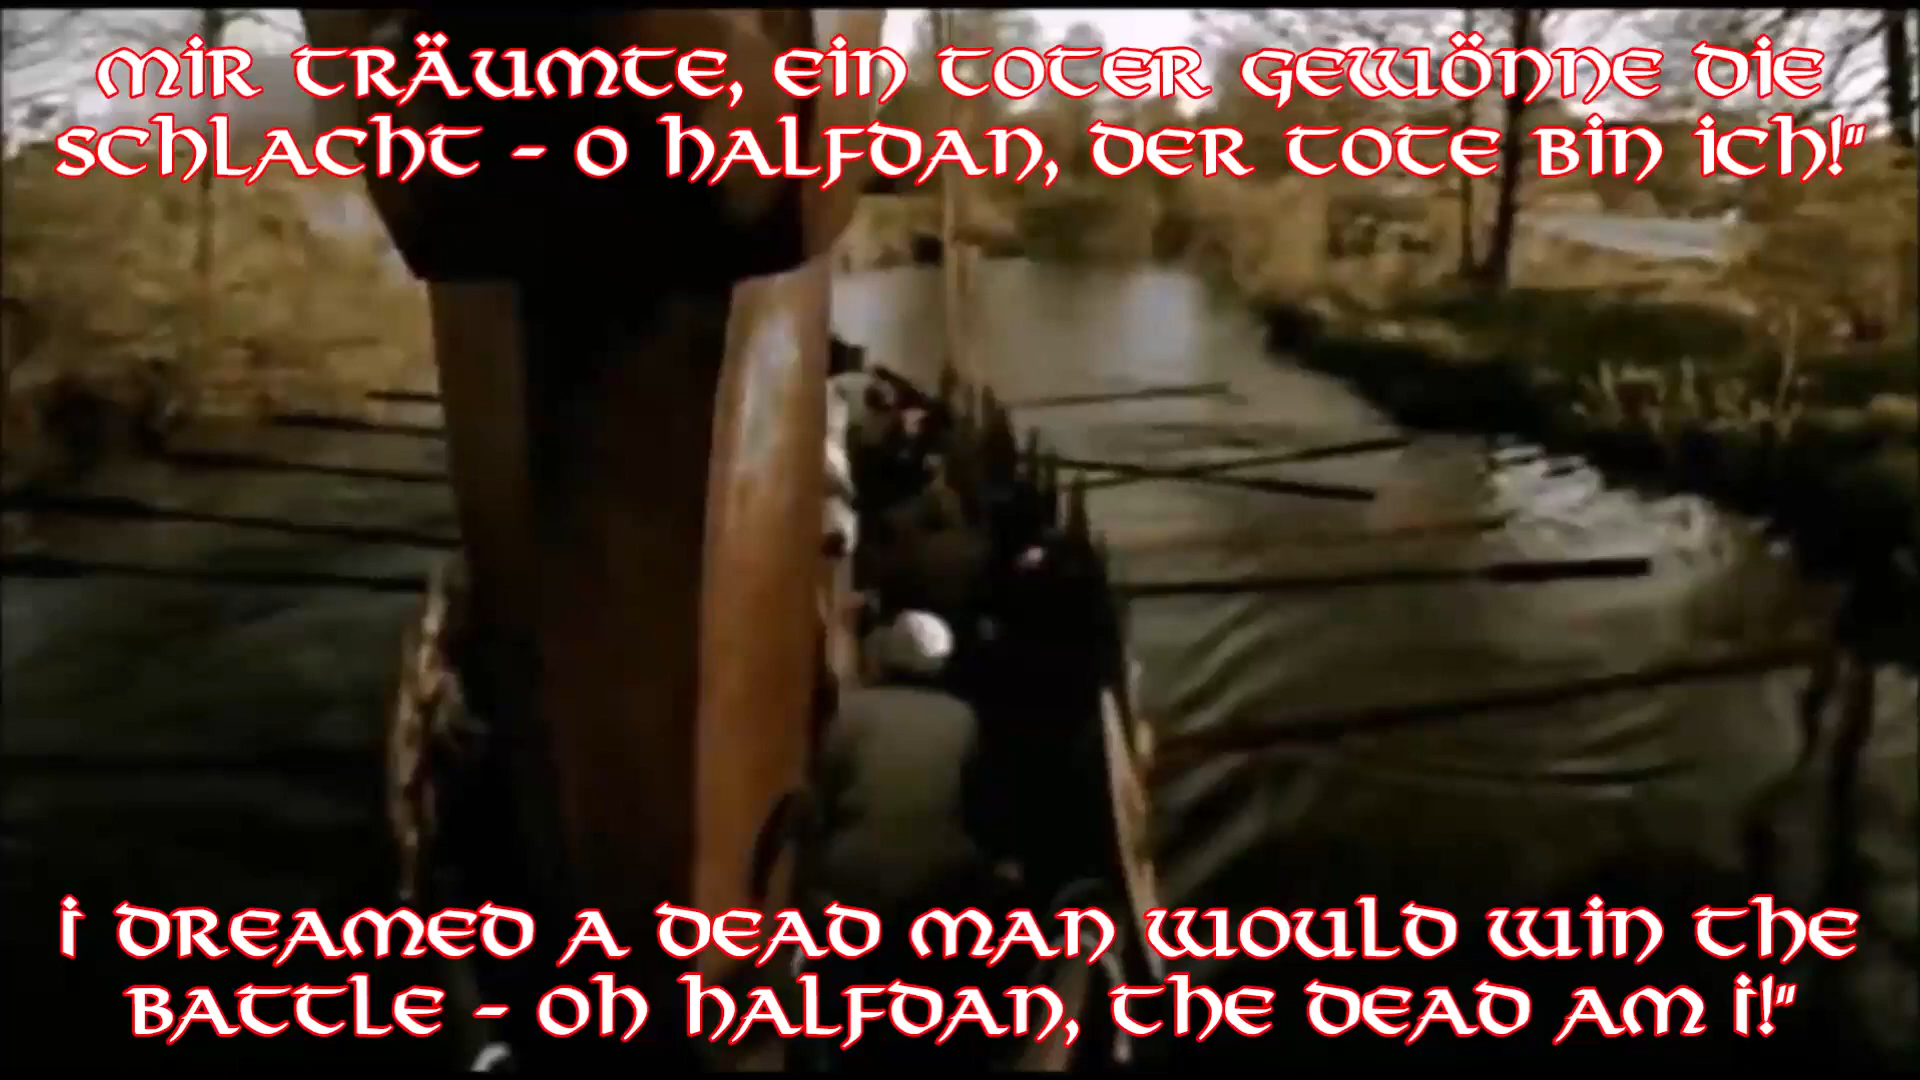 Mir träumte, ein Toter gewönne die
Schlacht - O Halfdan, der Tote bin ich!"
I dreamed a dead man would win the
battle - Oh Halfdan, the dead am I!"